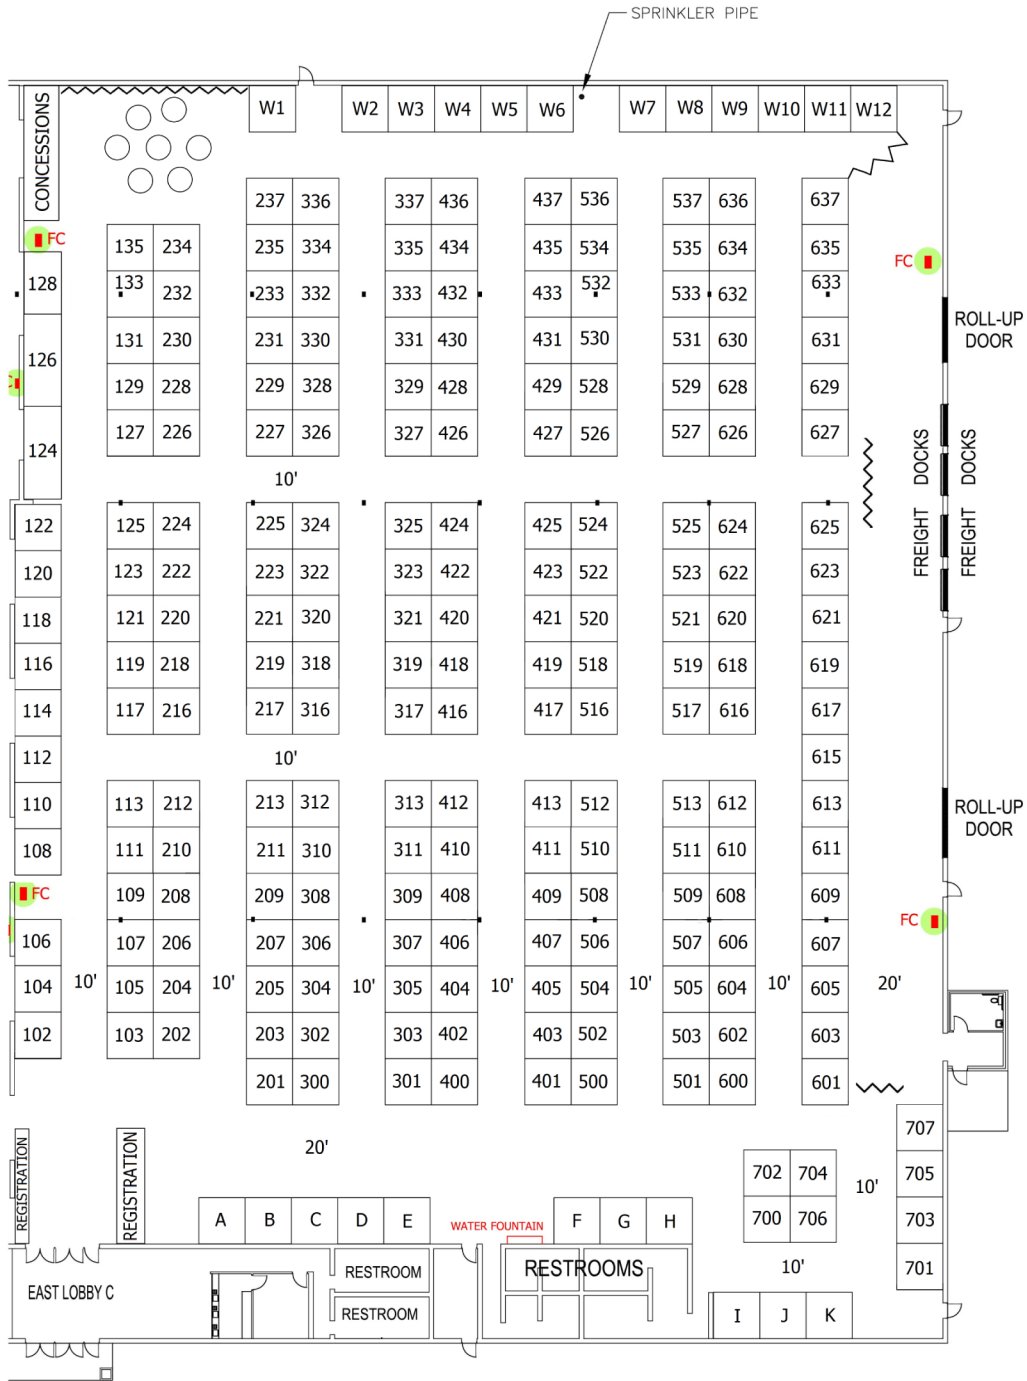 SPRINKLER PIPE
CONCESSIONS
W1 W2 W3 W4 W5 W6 W7 W8 W9 W10 W11 W12
237 336 337 436 437 536 537 636 637
FC
135 234 235 334 335 434 435 534 535 634 635
FC
128 133 232 233 332 333 432 433 532 533 632 633
ROLL-UP
DOOR
126 131 230 231 330 331 430 431 530 531 630 631
129 228 229 328 329 428 429 528 529 628 629
124 127 226 227 326 327 426 427 526 527 626 627
FREIGHT DOCKS
FREIGHT DOCKS
10'
122 125 224 225 324 325 424 425 524 525 624 625
120 123 222 223 322 323 422 423 522 523 622 623
118 121 220 221 320 321 420 421 520 521 620 621
116 119 218 219 318 319 418 419 518 519 618 619
114 117 216 217 316 317 416 417 516 517 616 617
112 10' 615
110 113 212 213 312 313 412 413 512 513 612 613
ROLL-UP
DOOR
108 111 210 211 310 311 410 411 510 511 610 611
FC 109 208 209 308 309 408 409 508 509 608 609
FC
106 107 206 207 306 307 406 407 506 507 606 607
104 10' 105 204 10' 205 304 10' 305 404 10' 405 504 10' 505 604 10' 605 20'
102 103 202 203 302 303 402 403 502 503 602 603
201 300 301 400 401 500 501 600 601
707
REGISTRATION
REGISTRATION
20'
702 704 10' 705
700 706 703
A B C D E
WATER FOUNTAIN
F G H
10' 701
EAST LOBBY C
RESTROOM
RESTROOM
RESTROOMS
I J K